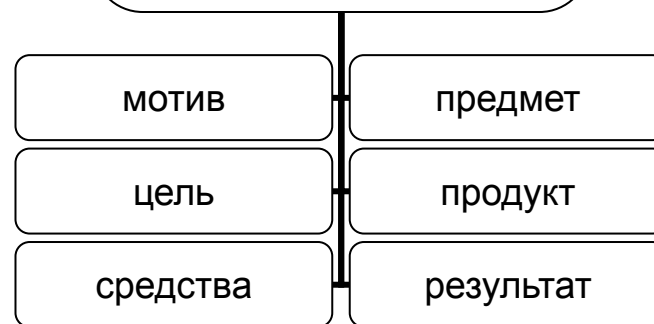 мотив
предмет
цель
продукт
средства
результат